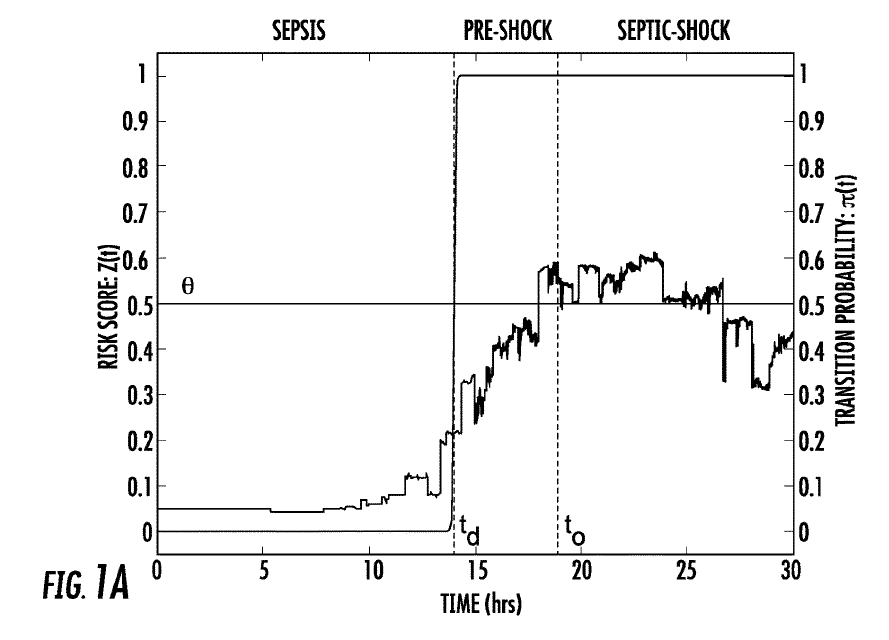 SEPSIS PRE-SHOCK SEPTIC-SHOCK
1 1
0.9 0.9
0.8 0.8
0.7 0.7
0.6 0.6
θ
0.5 0.5
0.4 0.4
0.3 0.3
0.2 0.2
0.1 0.1
0 0
RISK SCORE: Z(t)
TRANSITION PROBABILITY: π(t)
td to
0 5 10 15 20 25 30
TIME (hrs)
FIG. 1A